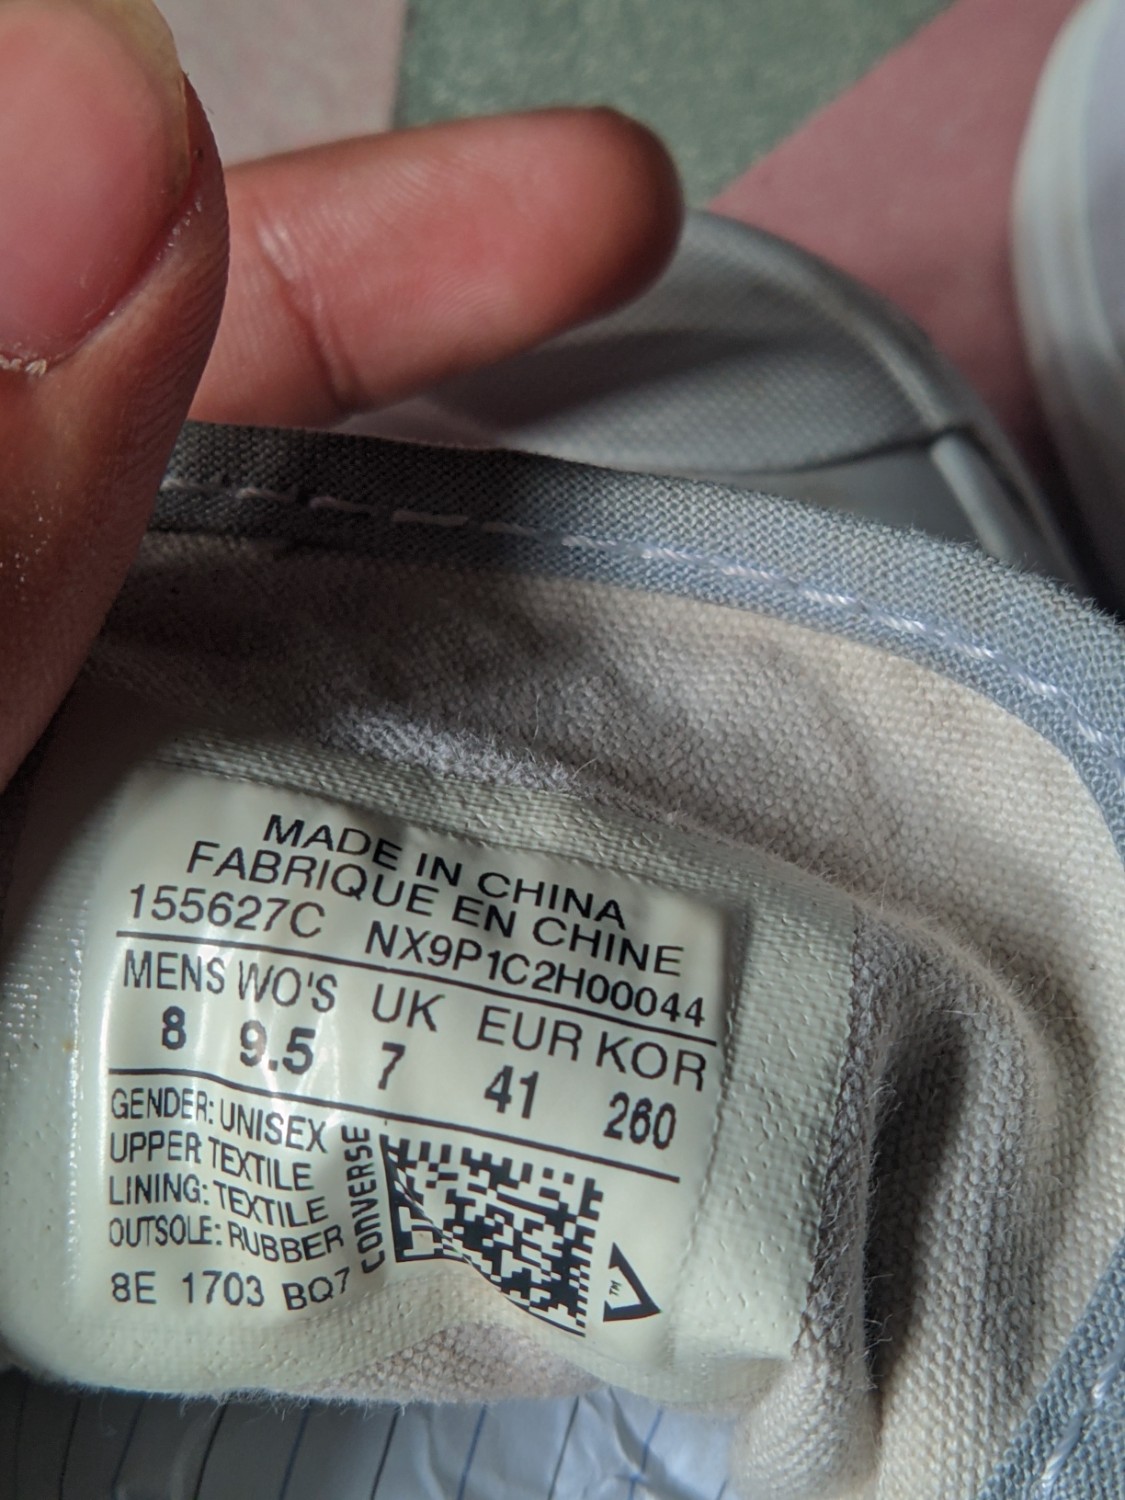 MADE IN CHINA
FABRIQUE EN CHINE
155627C NX9P1C2H00044
MENS WO'S UK EUR KOR
8 9.5 7 41 260
GENDER: UNISEX
UPPER TEXTILE
LINING: TEXTILE
OUTSOLE: RUBBER
8E 1703 BQ7
CONVERSE
TM